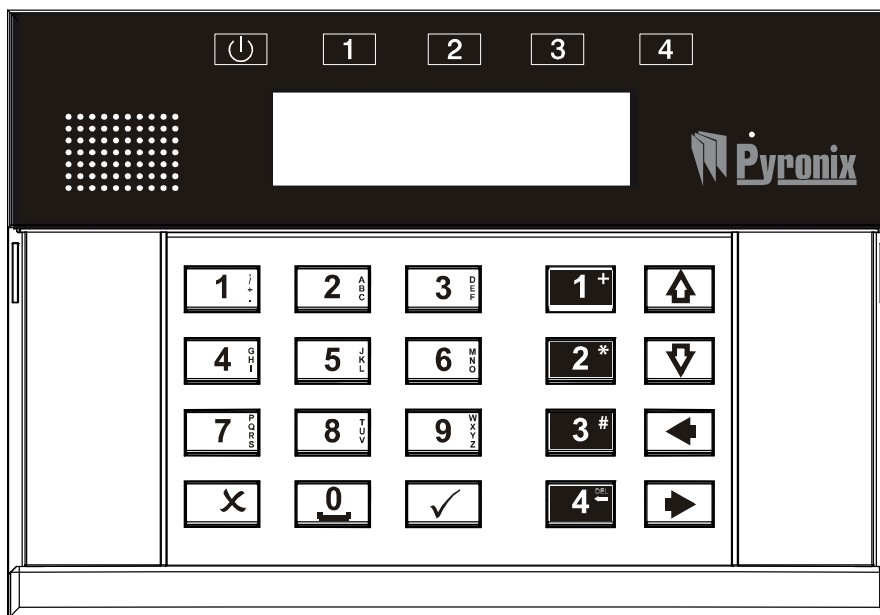 1 2 3 4
Pyronix
1 / + . 2 ABC 3 DEF 1 +
4 GHI 5 JKL 6 MNO 2 *
7 PQRS 8 TUV 9 WXYZ 3 #
0 4 DEL